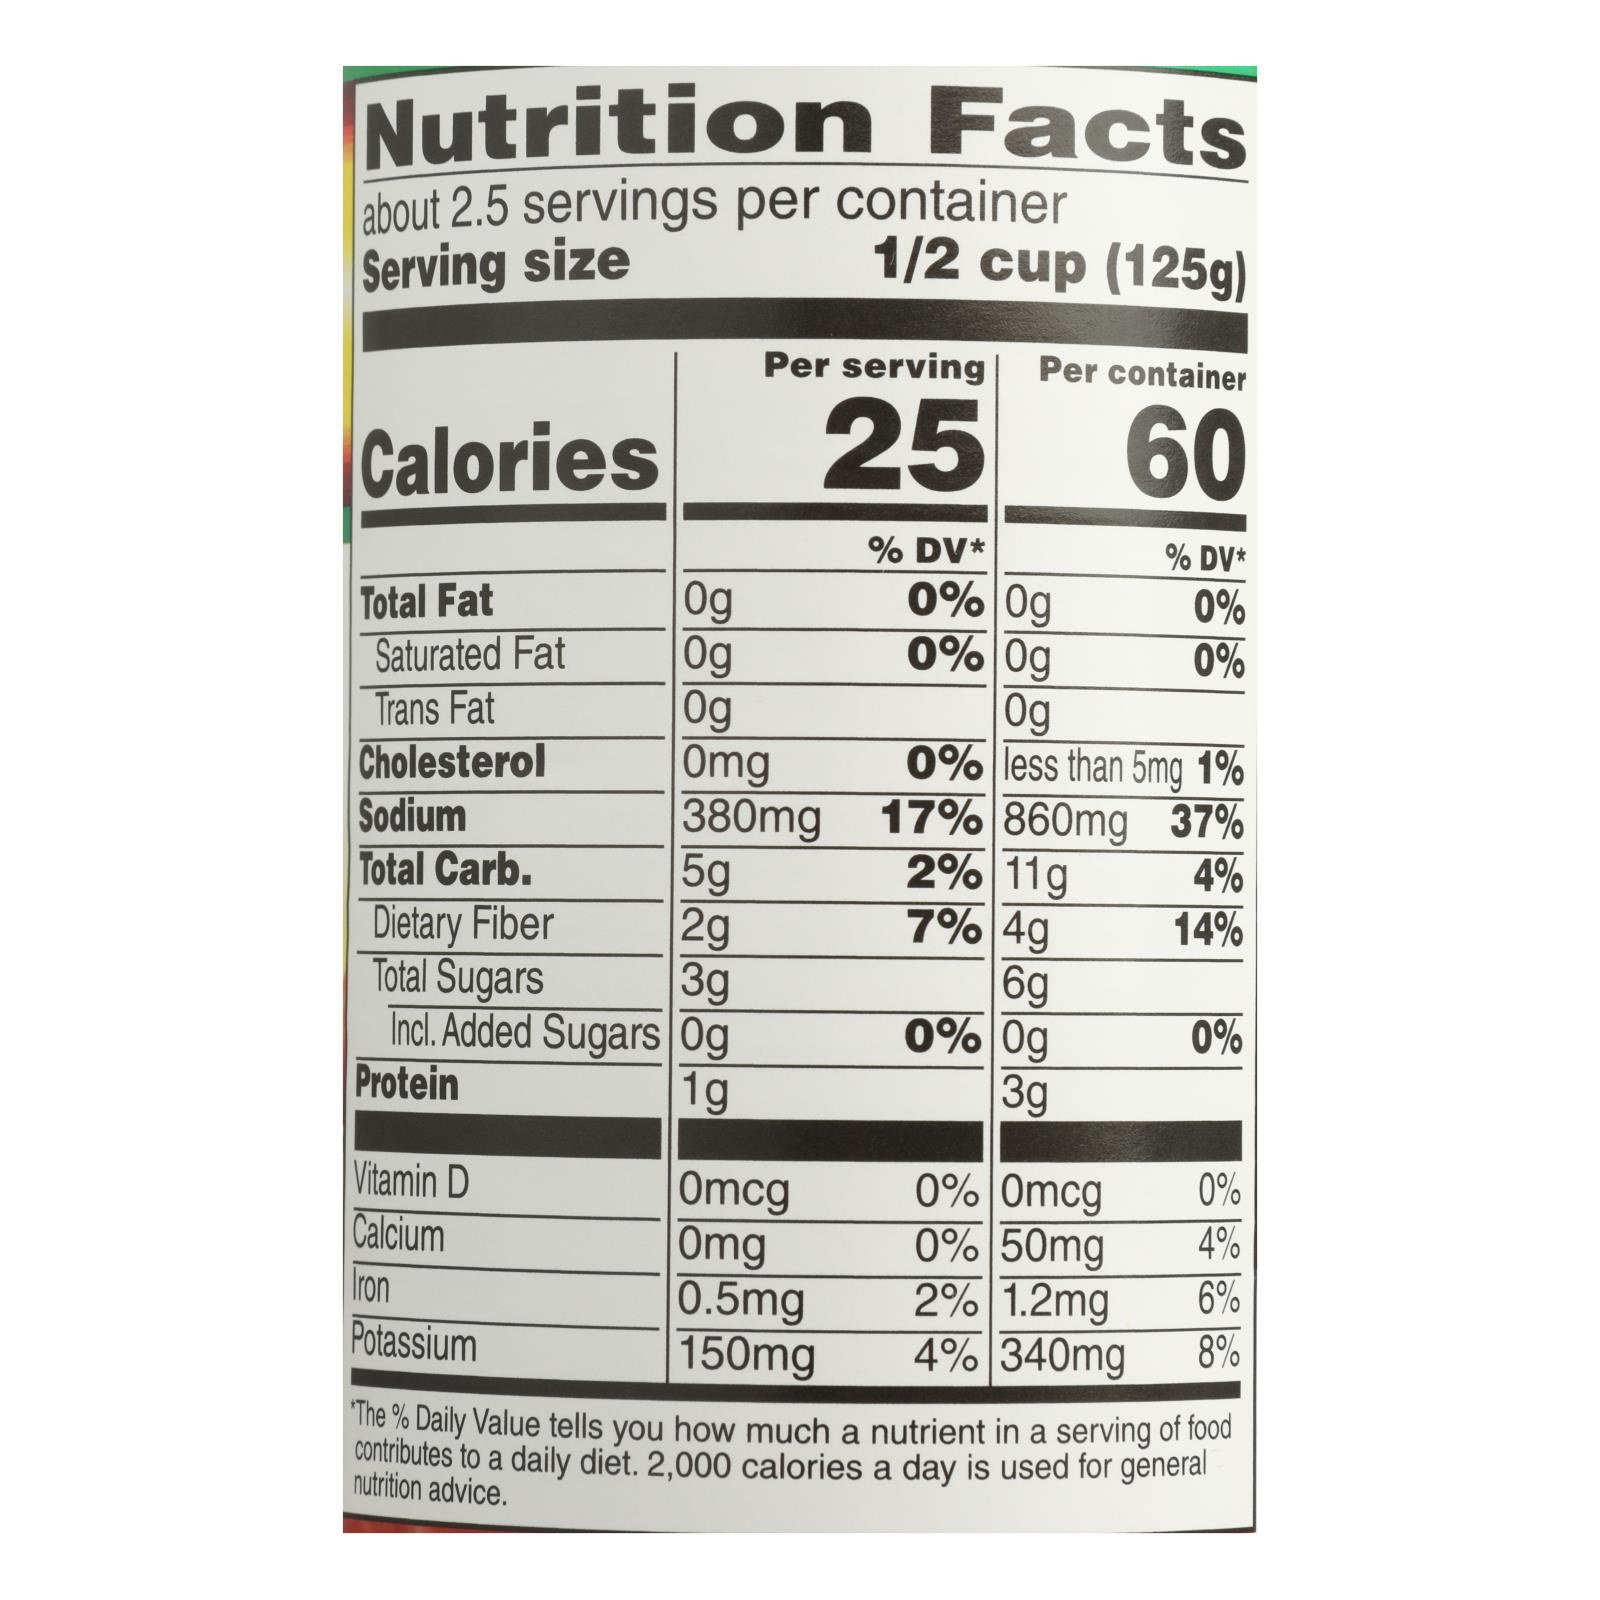 Nutrition Facts
about 2.5 servings per container
Serving size 1/2 cup (125g)
Per serving Per container
Calories 25 60
% DV* % DV*
Total Fat 0g 0% 0g 0%
Saturated Fat 0g 0% 0g 0%
Trans Fat 0g 0g
Cholesterol 0mg 0% less than 5mg 1%
Sodium 380mg 17% 860mg 37%
Total Carb. 5g 2% 11g 4%
Dietary Fiber 2g 7% 4g 14%
Total Sugars 3g 6g
Incl. Added Sugars 0g 0% 0g 0%
Protein 1g 3g
Vitamin D 0mcg 0% 0mcg 0%
Calcium 0mg 0% 50mg 4%
Iron 0.5mg 2% 1.2mg 6%
Potassium 150mg 4% 340mg 8%
*The % Daily Value tells you how much a nutrient in a serving of food
contributes to a daily diet. 2,000 calories a day is used for general
nutrition advice.